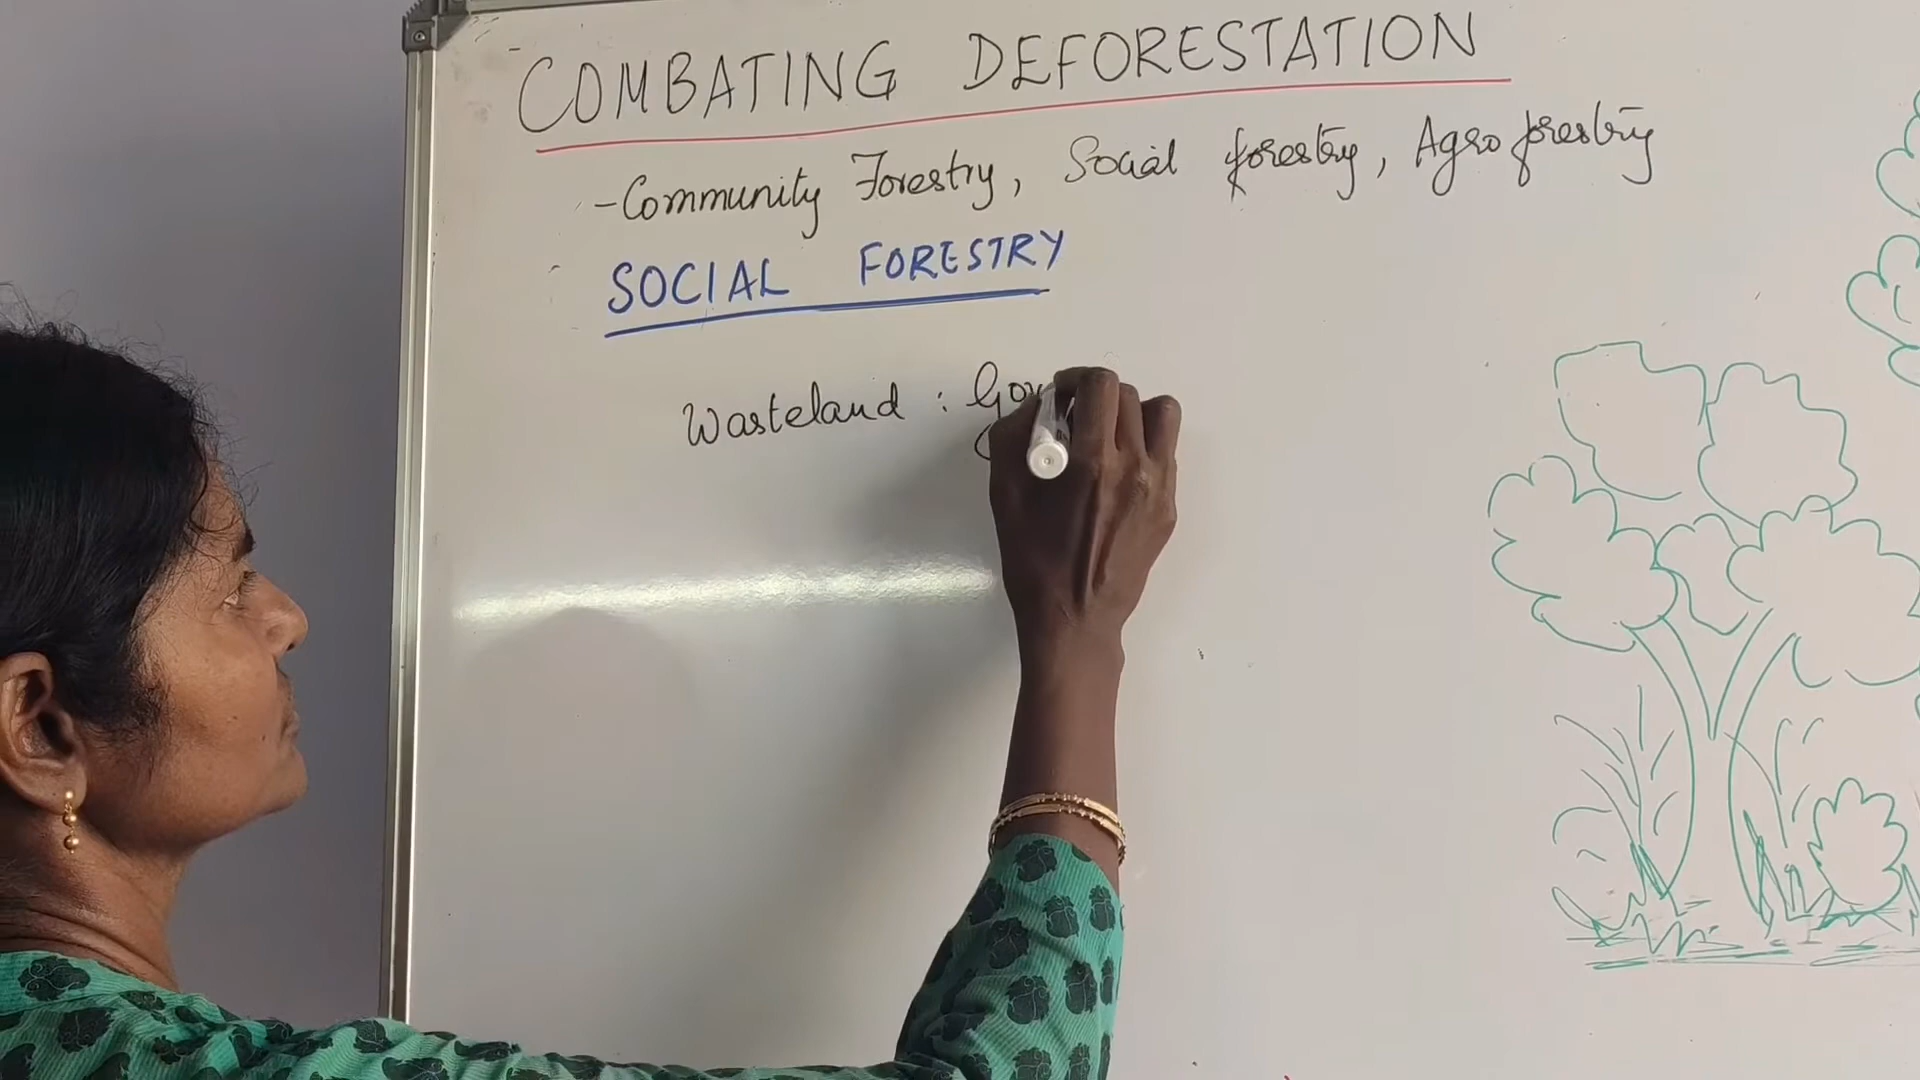 COMBATING DEFORESTATION
- Community Forestry, Social forestry, Agro forestry
SOCIAL FORESTRY
Wasteland :